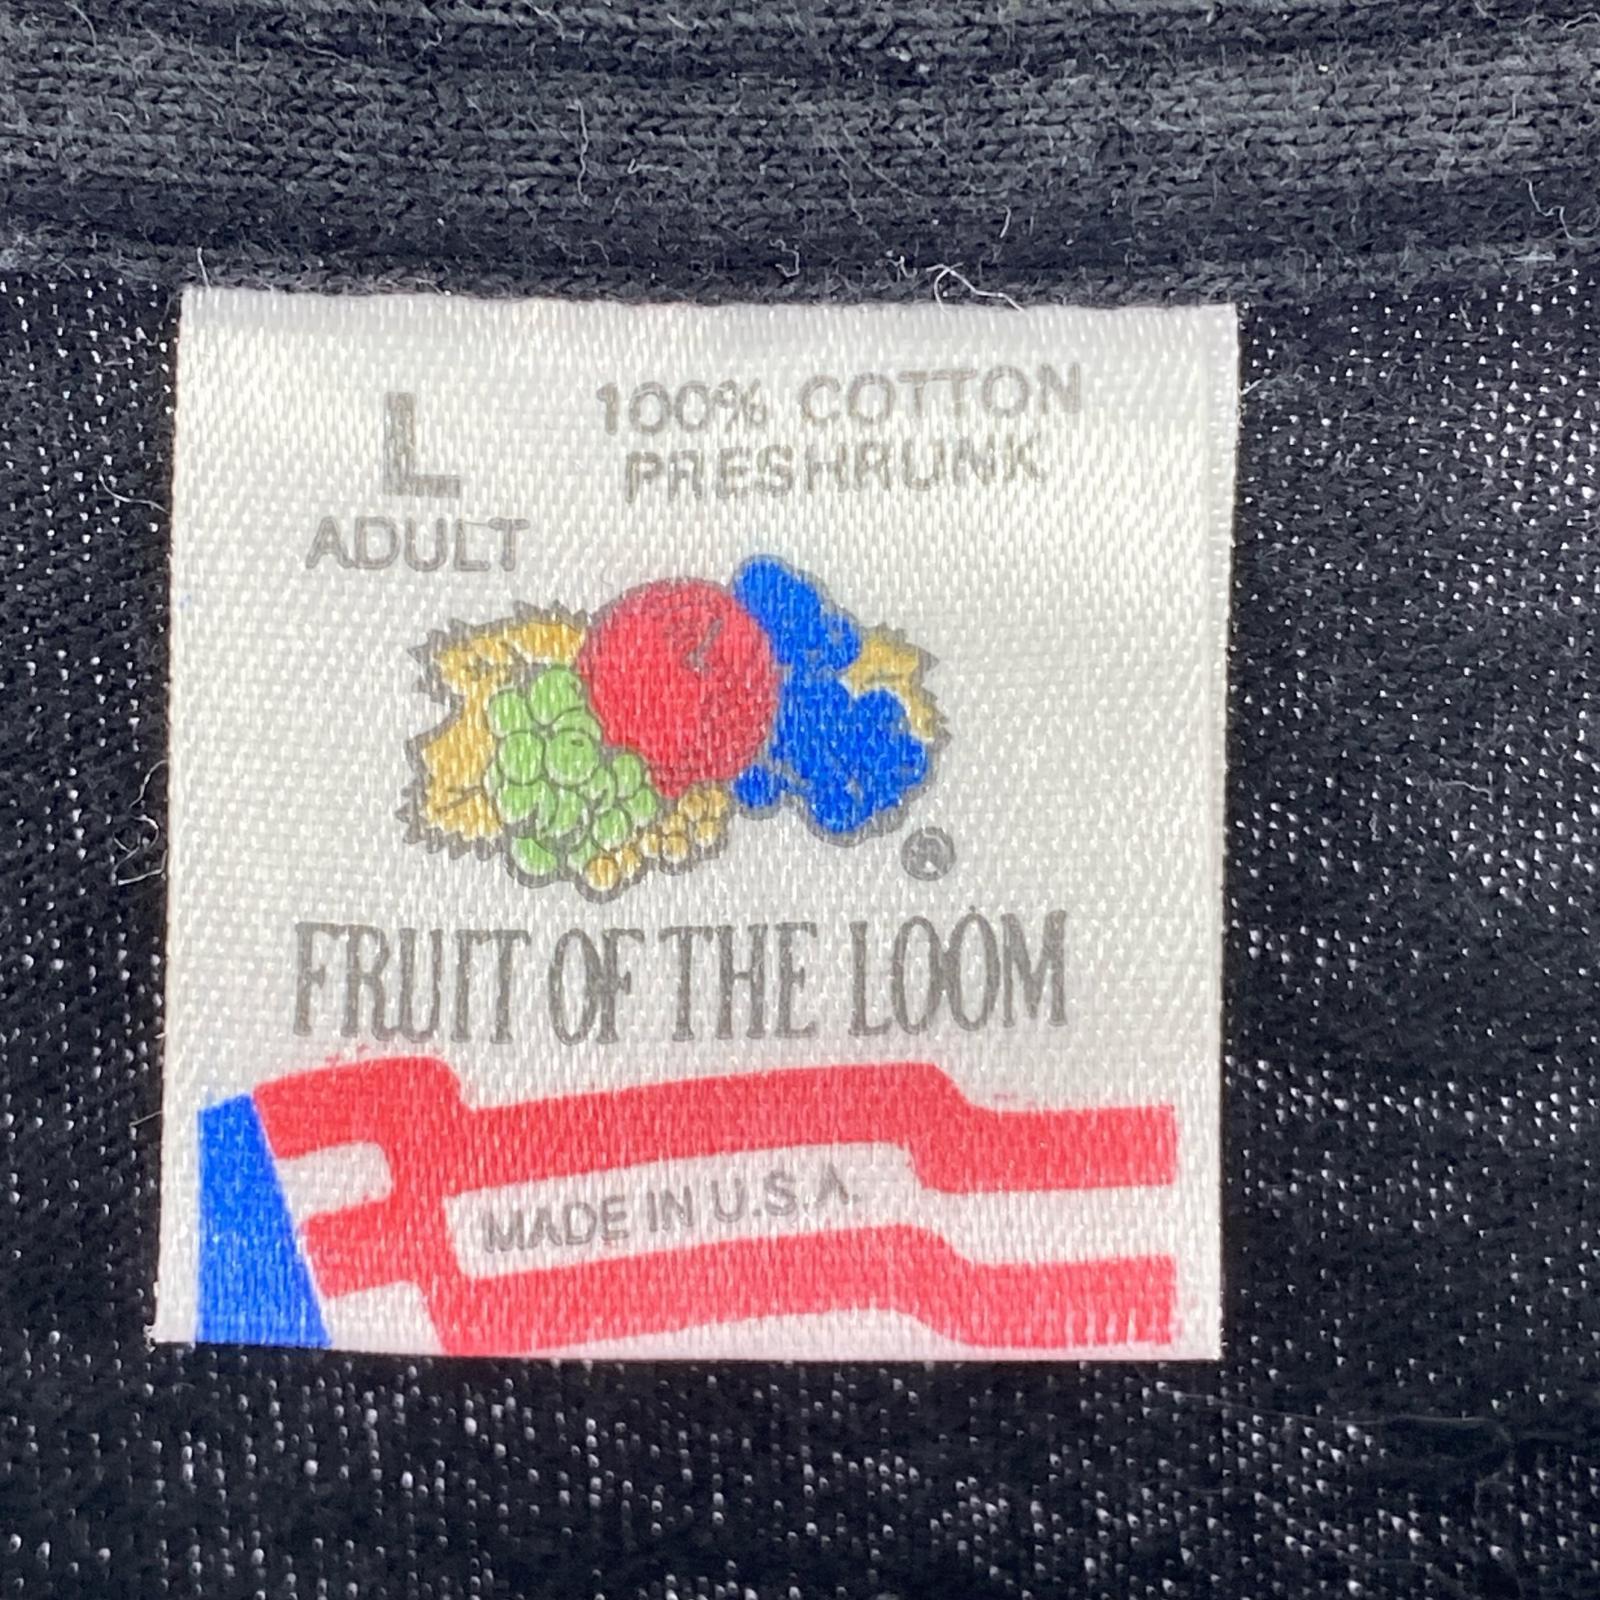 L
ADULT
100% COTTON
PRESHRUNK
®
FRUIT OF THE LOOM
MADE IN U.S.A.